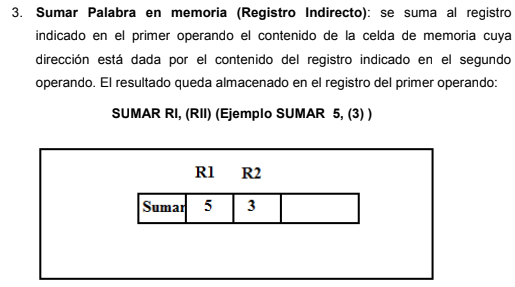 3. Sumar Palabra en memoria (Registro Indirecto): se suma al registro
indicado en el primer operando el contenido de la celda de memoria cuya
dirección está dada por el contenido del registro indicado en el segundo
operando. El resultado queda almacenado en el registro del primer operando:
SUMAR RI, (RII) (Ejemplo SUMAR 5, (3) )
R1 R2
Sumar 5 3